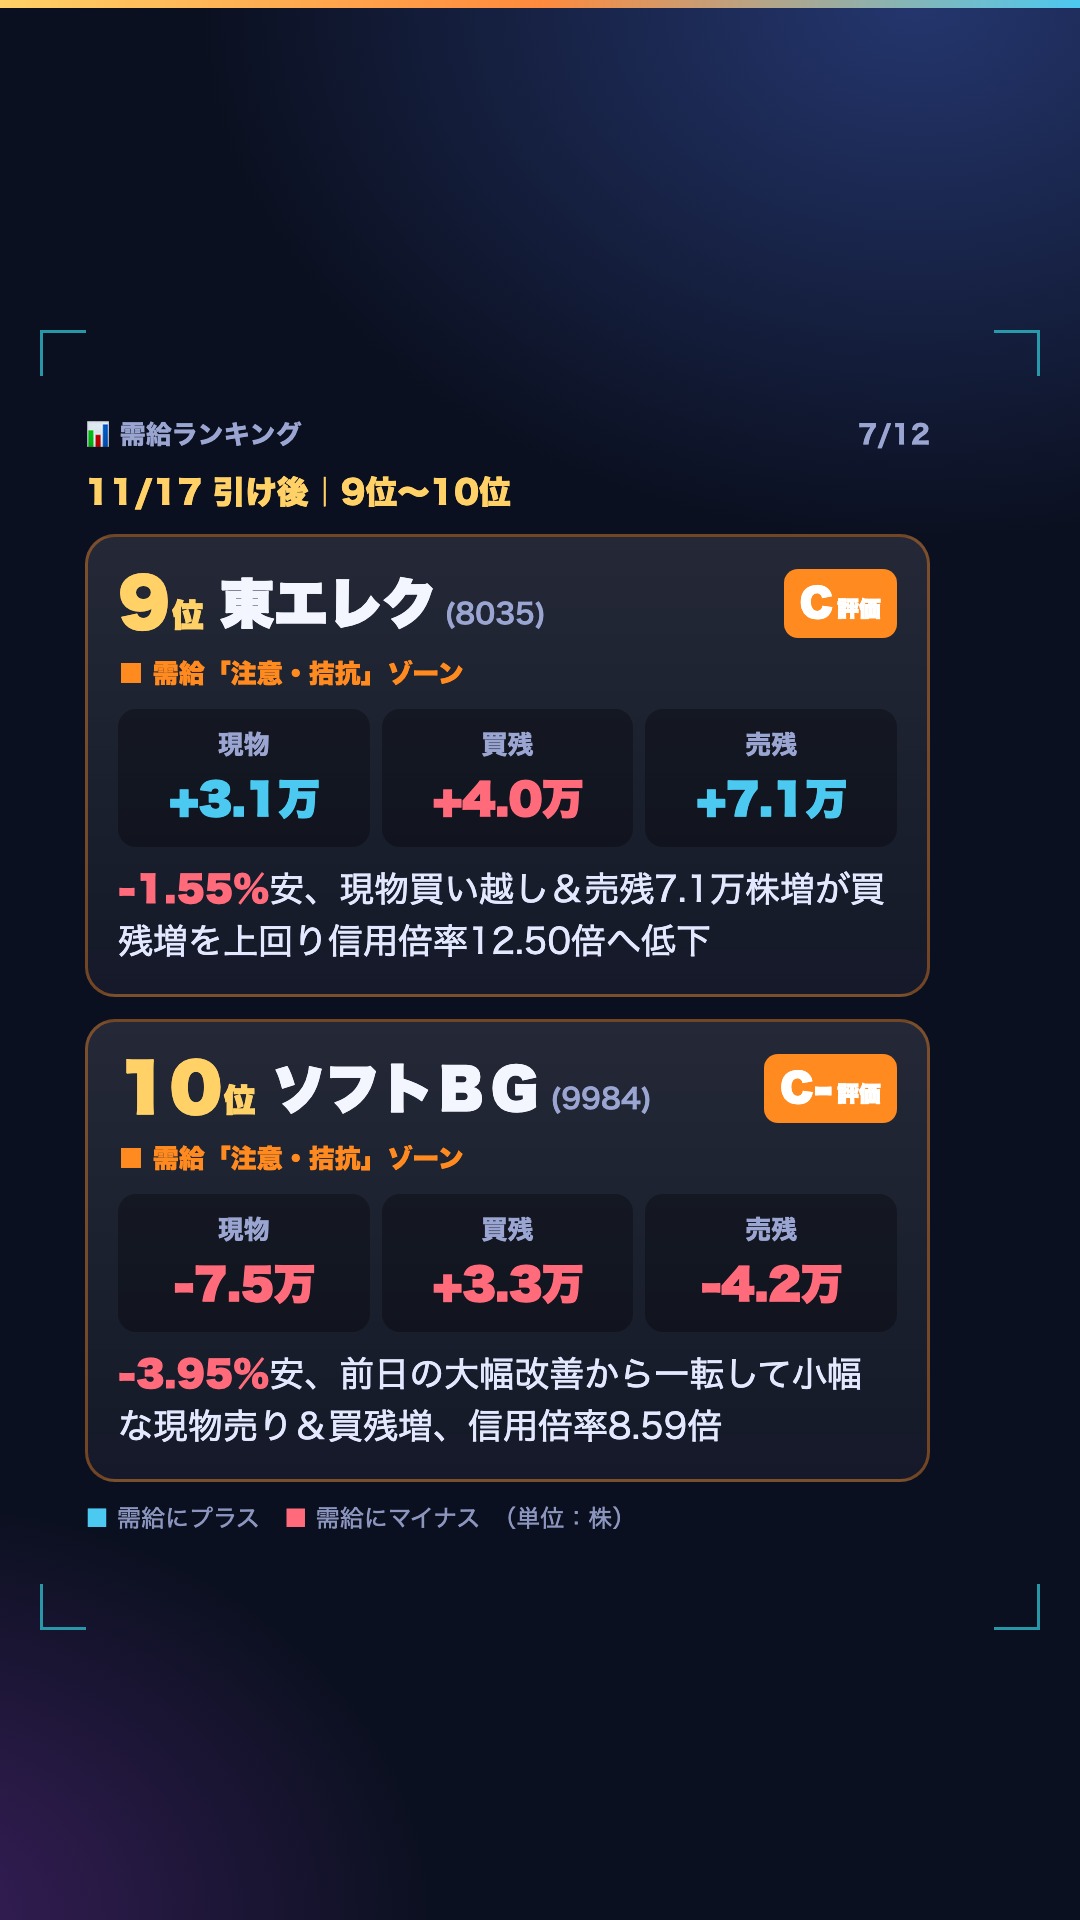 📊 需給ランキング 7/12
11/17 引け後｜9位〜10位
9位 東エレク (8035) C評価
■ 需給「注意・拮抗」ゾーン
現物 買残 売残
+3.1万 +4.0万 +7.1万
-1.55%安、現物買い越し＆売残7.1万株増が買
残増を上回り信用倍率12.50倍へ低下
10位 ソフトＢＧ (9984) C-評価
■ 需給「注意・拮抗」ゾーン
現物 買残 売残
-7.5万 +3.3万 -4.2万
-3.95%安、前日の大幅改善から一転して小幅
な現物売り＆買残増、信用倍率8.59倍
■ 需給にプラス ■ 需給にマイナス （単位：株）